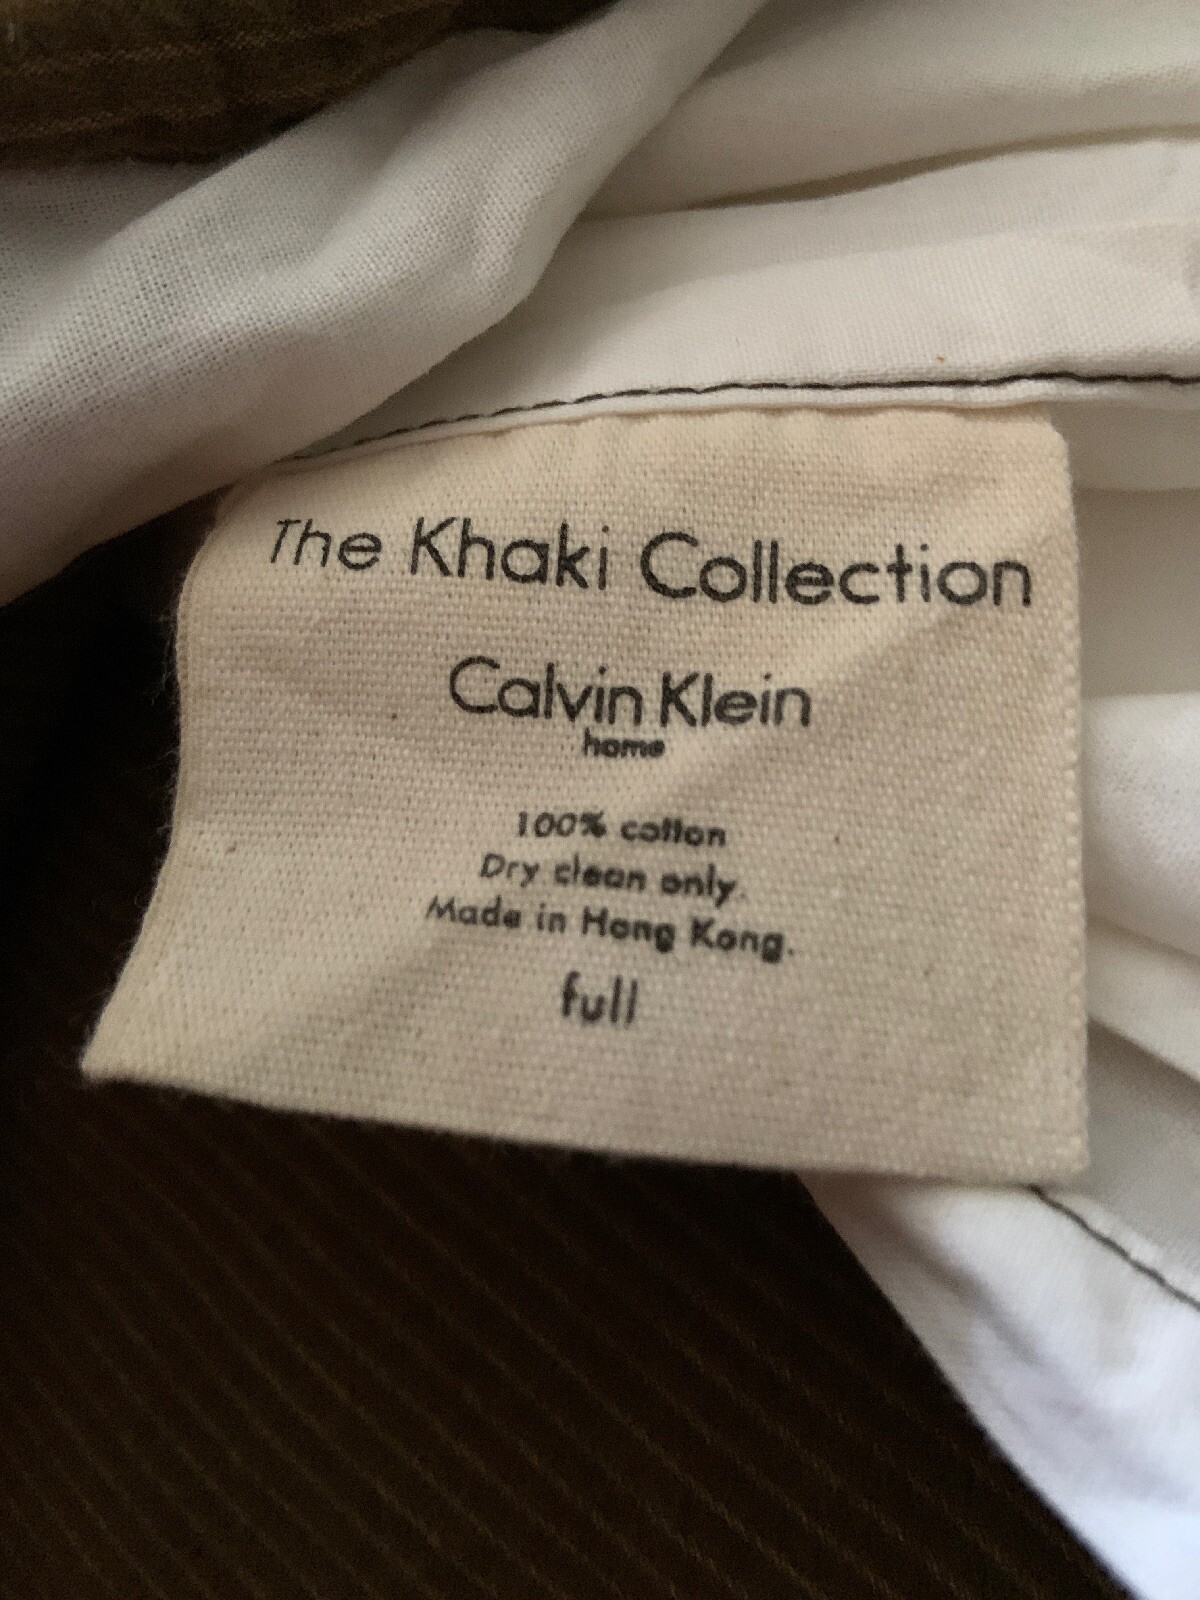 The Khaki Collection
Calvin Klein
home
100% cotton
Dry clean only.
Made in Hong Kong.
full